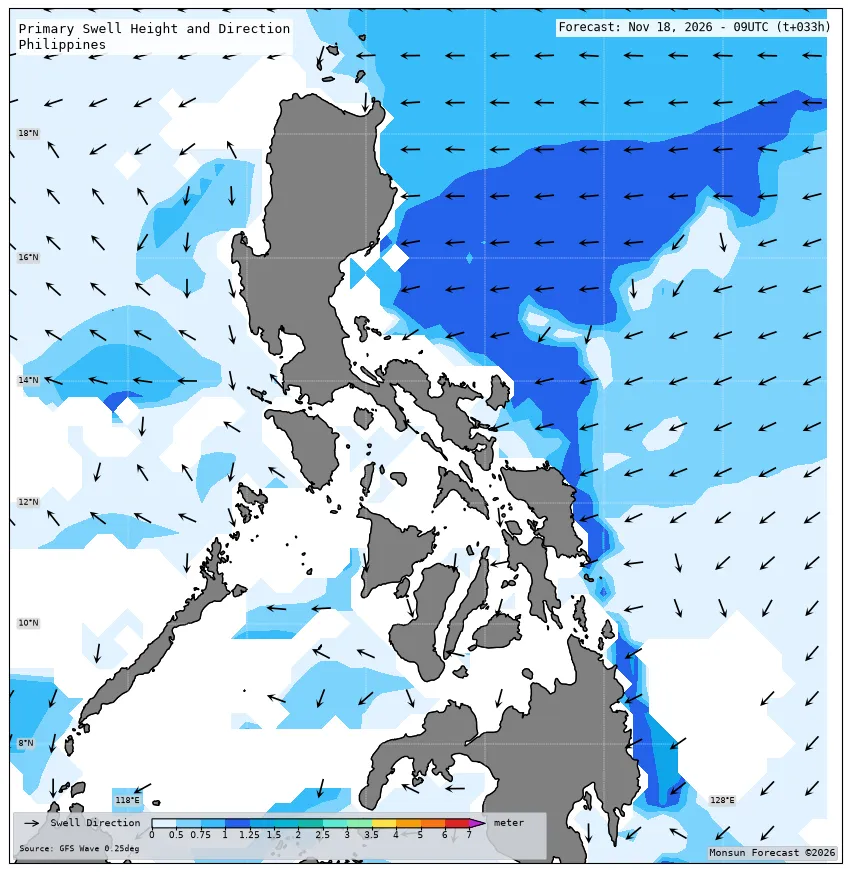 Primary Swell Height and Direction
Philippines
Forecast: Nov 18, 2026 - 09UTC (t+033h)
18°N
16°N
14°N
12°N
10°N
8°N
118°E
128°E
Swell Direction
meter
0 0.5 0.75 1 1.25 1.5 2 2.5 3 3.5 4 5 6 7
Source: GFS Wave 0.25deg
Monsun Forecast ©2026